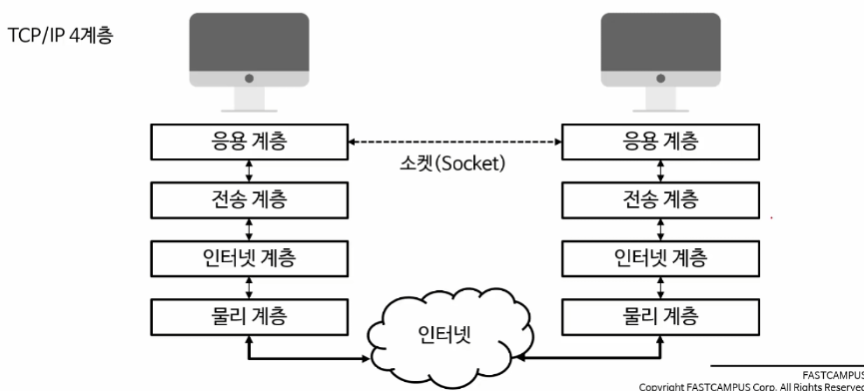 TCP/IP 4계층
응용 계층
응용 계층
소켓(Socket)
전송 계층
전송 계층
인터넷 계층
인터넷 계층
물리 계층
물리 계층
인터넷
FASTCAMPUS
Copyright FASTCAMPUS Corp. All Rights Reserved